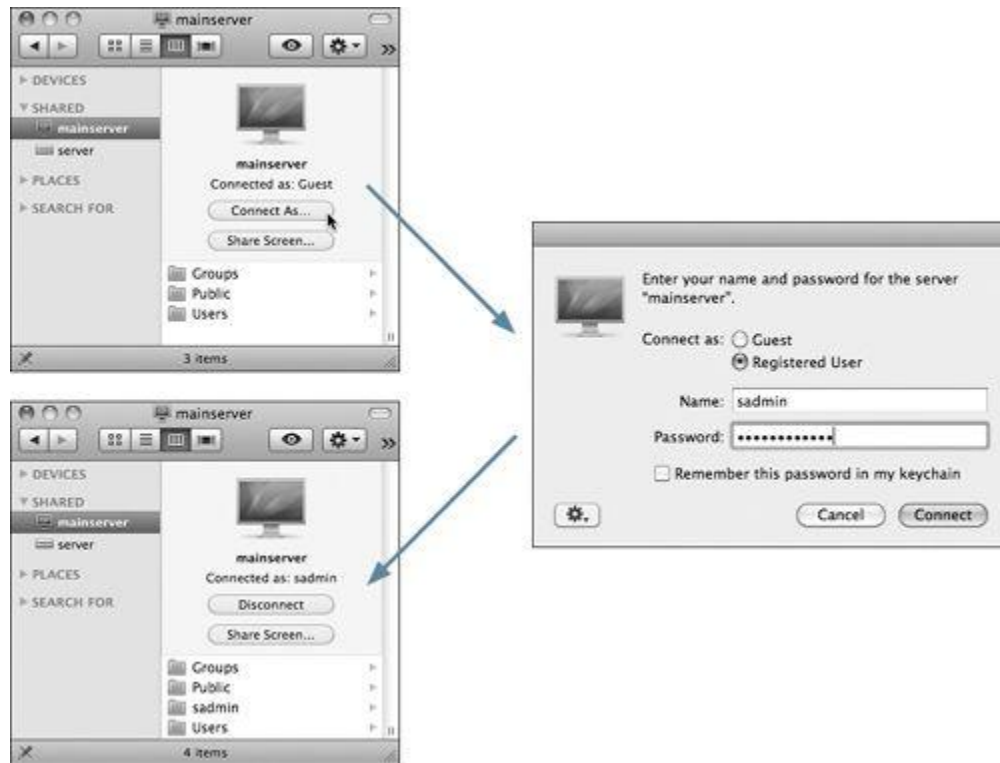 mainserver
DEVICES
SHARED
mainserver
server
PLACES
SEARCH FOR
mainserver
Connected as: Guest
Connect As...
Share Screen...
Groups
Public
Users
3 items
Enter your name and password for the server
"mainserver".
Connect as: Guest
Registered User
Name: sadmin
Password: ••••••••••••
Remember this password in my keychain
Cancel Connect
mainserver
DEVICES
SHARED
mainserver
server
PLACES
SEARCH FOR
mainserver
Connected as: sadmin
Disconnect
Share Screen...
Groups
Public
sadmin
Users
4 items